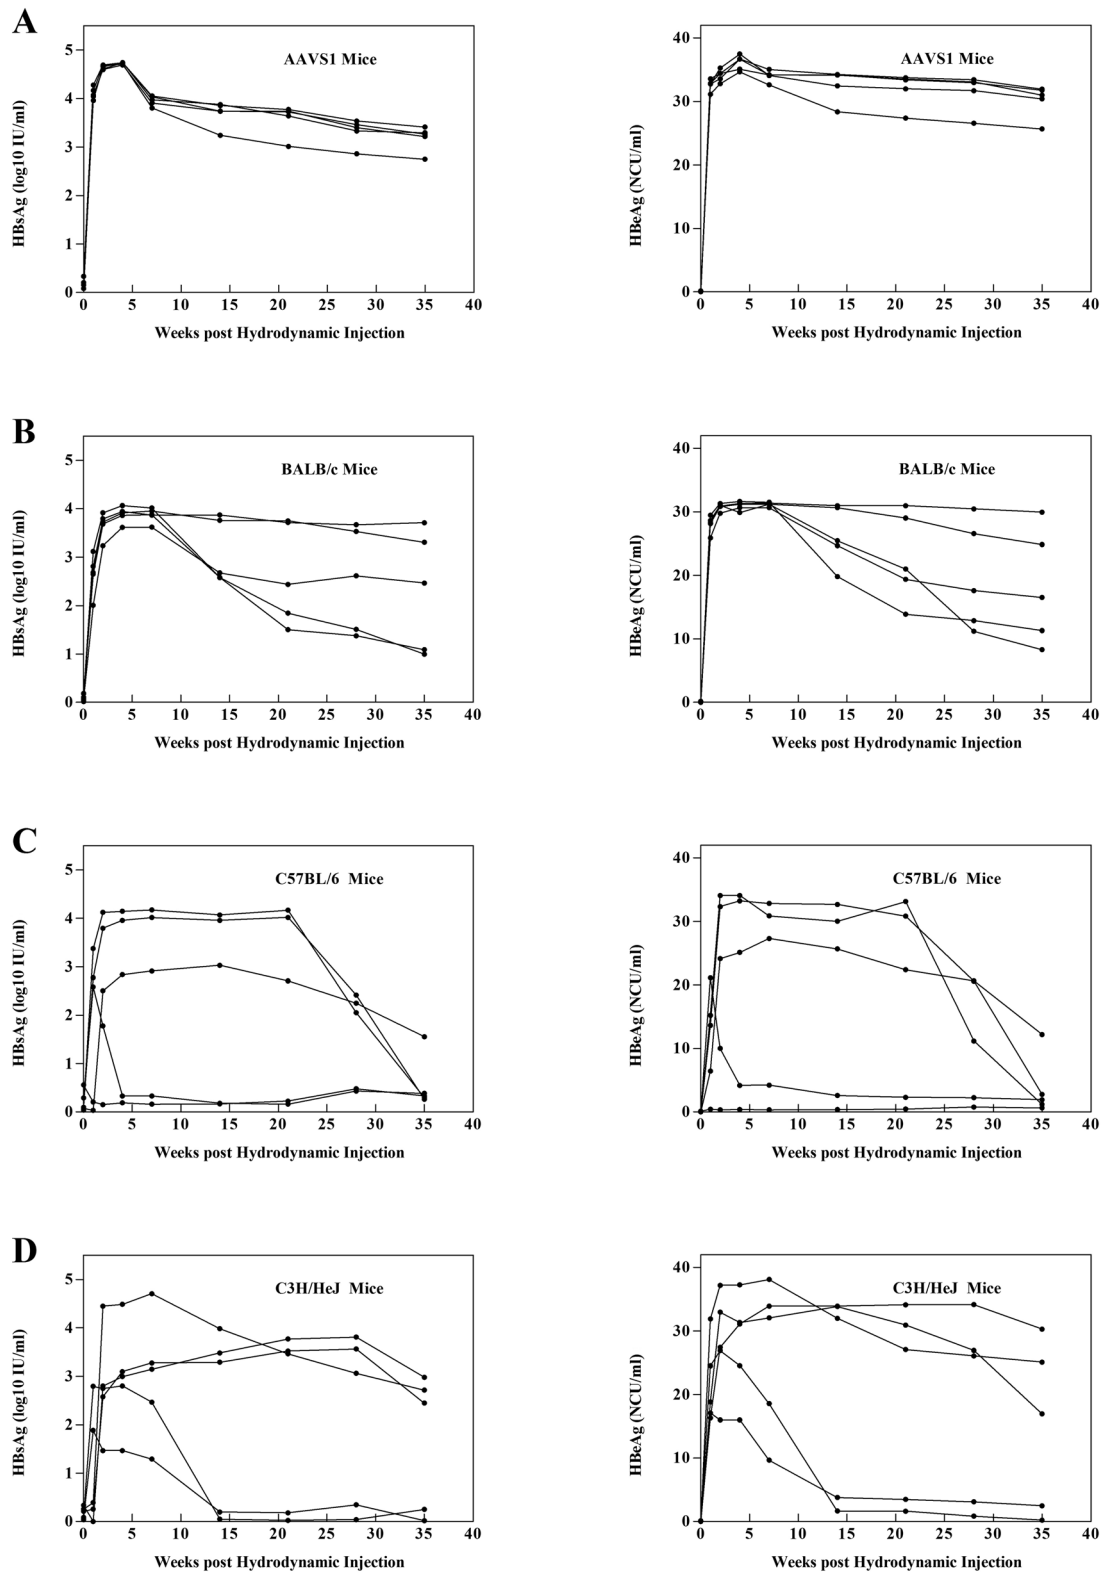 A
AAVS1 Mice
HBsAg (log10 IU/ml)
5
4
3
2
1
0
0 5 10 15 20 25 30 35 40
Weeks post Hydrodynamic Injection
AAVS1 Mice
HBeAg (NCU/ml)
40
30
20
10
0
0 5 10 15 20 25 30 35 40
Weeks post Hydrodynamic Injection
B
BALB/c Mice
HBsAg (log10 IU/ml)
5
4
3
2
1
0
0 5 10 15 20 25 30 35 40
Weeks post Hydrodynamic Injection
BALB/c Mice
HBeAg (NCU/ml)
40
30
20
10
0
0 5 10 15 20 25 30 35 40
Weeks post Hydrodynamic Injection
C
C57BL/6 Mice
HBsAg (log10 IU/ml)
5
4
3
2
1
0
0 5 10 15 20 25 30 35 40
Weeks post Hydrodynamic Injection
C57BL/6 Mice
HBeAg (NCU/ml)
40
30
20
10
0
0 5 10 15 20 25 30 35 40
Weeks post Hydrodynamic Injection
D
C3H/HeJ Mice
HBsAg (log10 IU/ml)
5
4
3
2
1
0
0 5 10 15 20 25 30 35 40
Weeks post Hydrodynamic Injection
C3H/HeJ Mice
HBeAg (NCU/ml)
40
30
20
10
0
0 5 10 15 20 25 30 35 40
Weeks post Hydrodynamic Injection